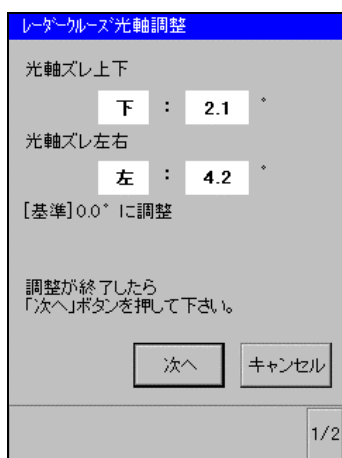 レーダークルーズ光軸調整
光軸ズレ上下
下 : 2.1 °
光軸ズレ左右
左 : 4.2 °
[基準]0.0°に調整
調整が終了したら
「次へ」ボタンを押して下さい。
次へ キャンセル
1/2